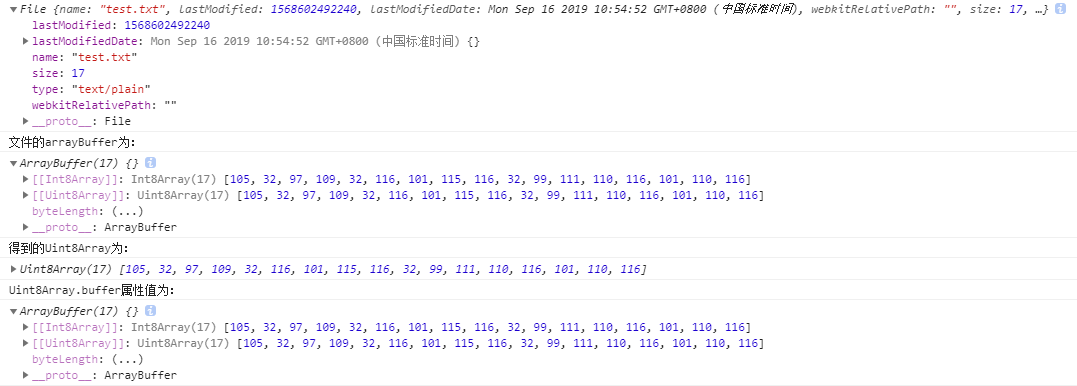 File {name: "test.txt", lastModified: 1568602492240, lastModifiedDate: Mon Sep 16 2019 10:54:52 GMT+0800 (中国标准时间), webkitRelativePath: "", size: 17, …}
lastModified: 1568602492240
lastModifiedDate: Mon Sep 16 2019 10:54:52 GMT+0800 (中国标准时间) {}
name: "test.txt"
size: 17
type: "text/plain"
webkitRelativePath: ""
__proto__: File
文件的arrayBuffer为:
ArrayBuffer(17) {}
[[Int8Array]]: Int8Array(17) [105, 32, 97, 109, 32, 116, 101, 115, 116, 32, 99, 111, 110, 116, 101, 110, 116]
[[Uint8Array]]: Uint8Array(17) [105, 32, 97, 109, 32, 116, 101, 115, 116, 32, 99, 111, 110, 116, 101, 110, 116]
byteLength: (...)
__proto__: ArrayBuffer
得到的Uint8Array为:
Uint8Array(17) [105, 32, 97, 109, 32, 116, 101, 115, 116, 32, 99, 111, 110, 116, 101, 110, 116]
Uint8Array.buffer属性值为:
ArrayBuffer(17) {}
[[Int8Array]]: Int8Array(17) [105, 32, 97, 109, 32, 116, 101, 115, 116, 32, 99, 111, 110, 116, 101, 110, 116]
[[Uint8Array]]: Uint8Array(17) [105, 32, 97, 109, 32, 116, 101, 115, 116, 32, 99, 111, 110, 116, 101, 110, 116]
byteLength: (...)
__proto__: ArrayBuffer